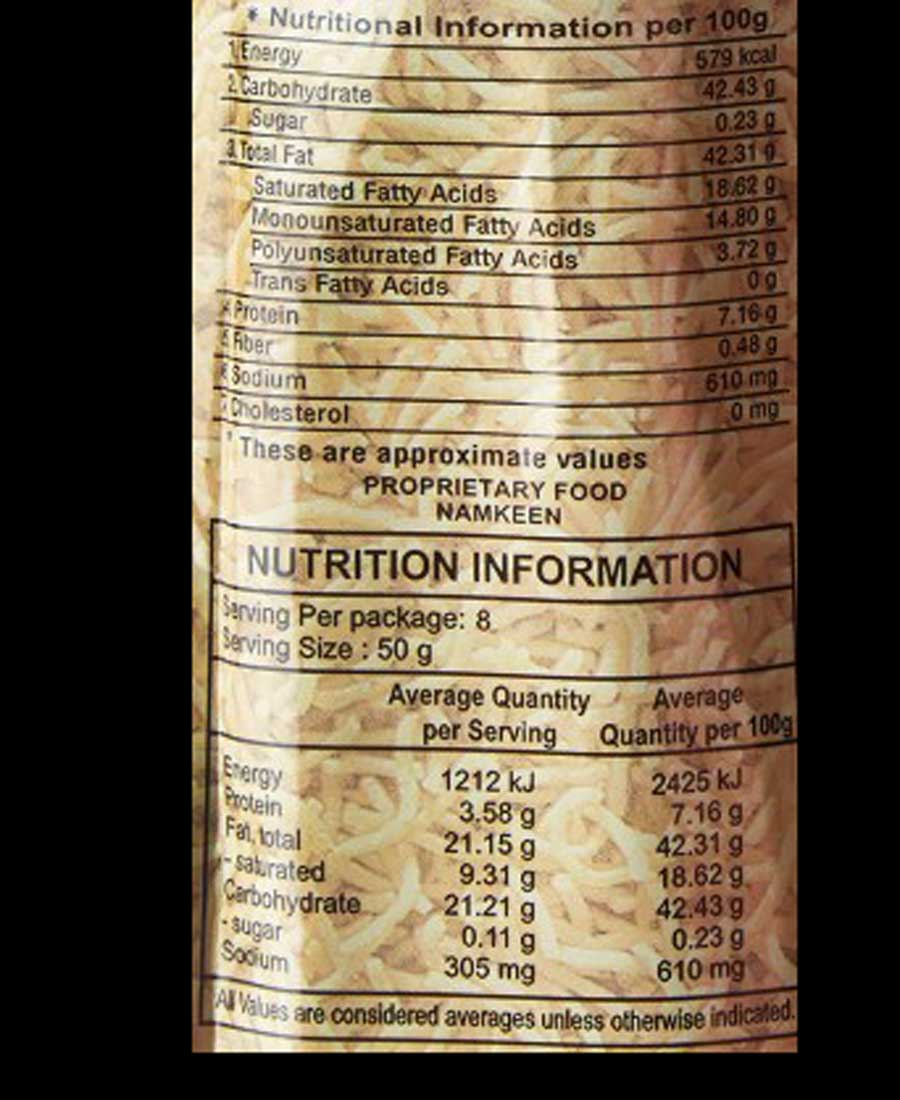 * Nutritional Information per 100g
1. Energy 579 kcal
2. Carbohydrate 42.43 g
Sugar 0.23 g
3. Total Fat 42.31 g
Saturated Fatty Acids 18.62 g
Monounsaturated Fatty Acids 14.80 g
Polyunsaturated Fatty Acids 3.72 g
Trans Fatty Acids 0 g
4. Protein 7.16 g
5. Fiber 0.48 g
6. Sodium 610 mg
7. Cholesterol 0 mg
* These are approximate values
PROPRIETARY FOOD
NAMKEEN
NUTRITION INFORMATION
Serving Per package: 8
Serving Size : 50 g
Average Quantity Average
per Serving Quantity per 100g
Energy 1212 kJ 2425 kJ
Protein 3.58 g 7.16 g
Fat, total 21.15 g 42.31 g
- saturated 9.31 g 18.62 g
Carbohydrate 21.21 g 42.43 g
- sugar 0.11 g 0.23 g
Sodium 305 mg 610 mg
*All Values are considered averages unless otherwise indicated.